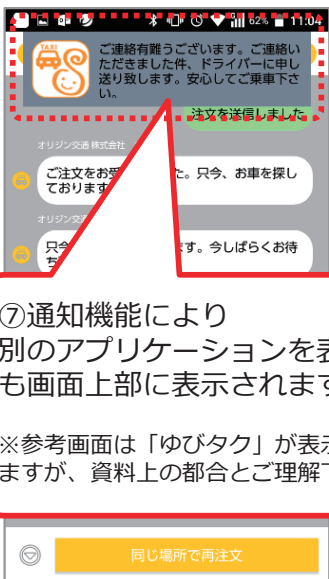 62% 11:04
TAXI
ご連絡有難うございます。ご連絡い
ただきました件、ドライバーに申し
送り致します。安心してご乗車下さ
い。
注文を送信しました
オリジン交通 株式会社
ご注文をお受
た。只今、お車を探し
ております
オリジン交
只今
ます。今しばらくお待
⑦通知機能により
別のアプリケーションを表
も画面上部に表示されます
※参考画面は「ゆびタク」が表示
ますが、資料上の都合とご理解下
同じ場所で再注文